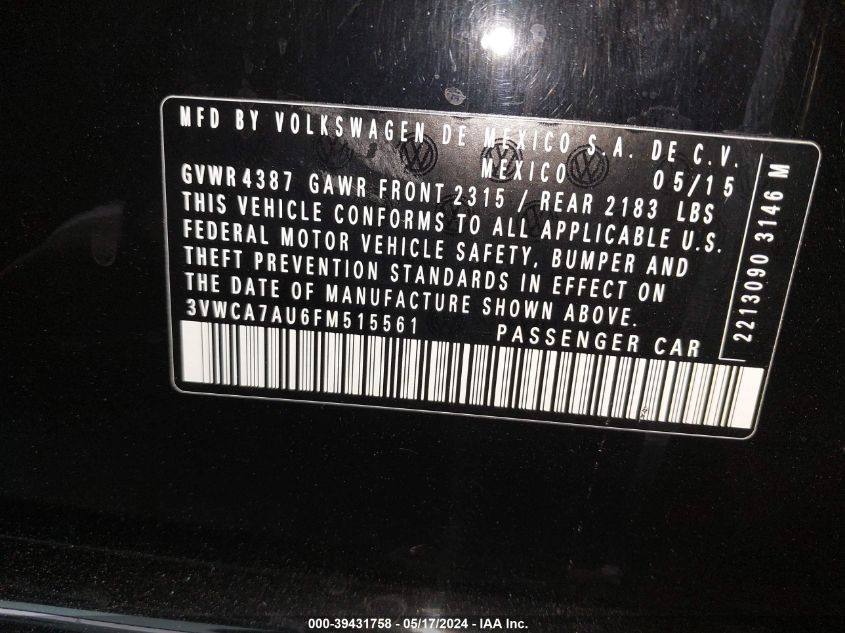 MFD BY VOLKSWAGEN DE MEXICO S.A. DE C.V.
MEXICO 05/15
GVWR 4387 GAWR FRONT 2315 / REAR 2183 LBS
THIS VEHICLE CONFORMS TO ALL APPLICABLE U.S.
FEDERAL MOTOR VEHICLE SAFETY, BUMPER AND
THEFT PREVENTION STANDARDS IN EFFECT ON
THE DATE OF MANUFACTURE SHOWN ABOVE.
3VWCA7AU6FM515561 PASSENGER CAR
2213090 3146 M
000-39431758 - 05/17/2024 - IAA Inc.